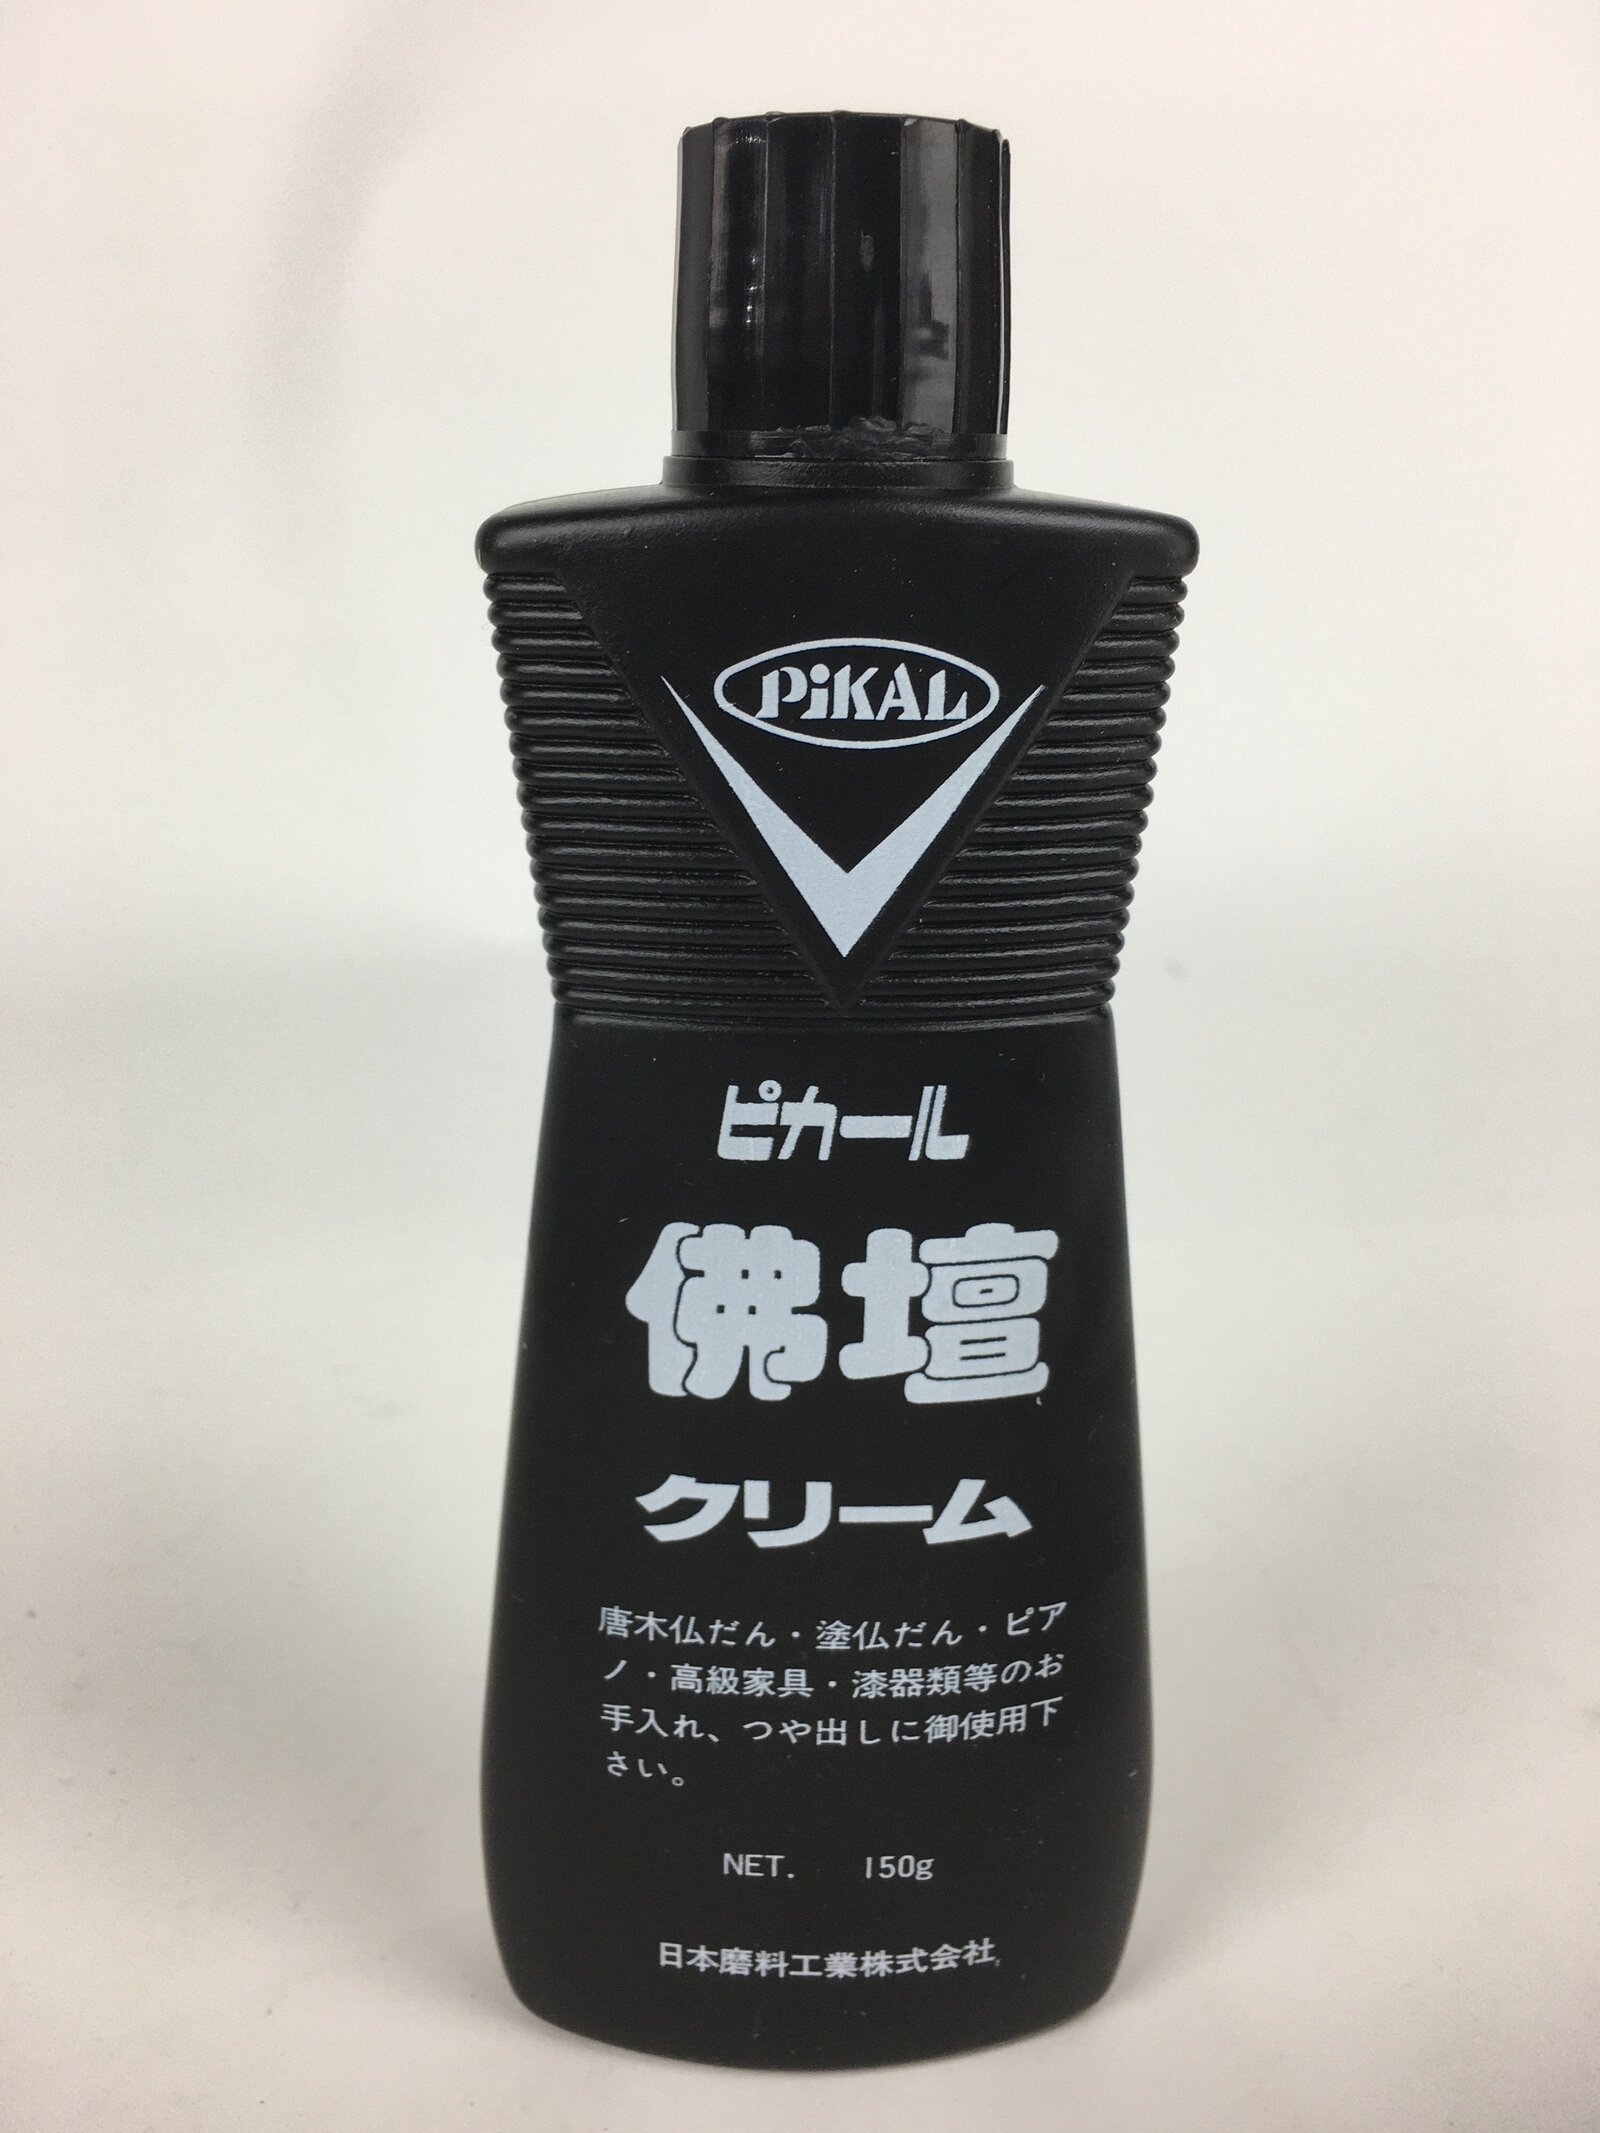 PiKAL
ピカール
佛壇
クリーム
唐木仏だん・塗仏だん・ピア
ノ・高級家具・漆器類等のお
手入れ、つや出しに御使用下
さい。
NET. 150g
日本磨料工業株式会社